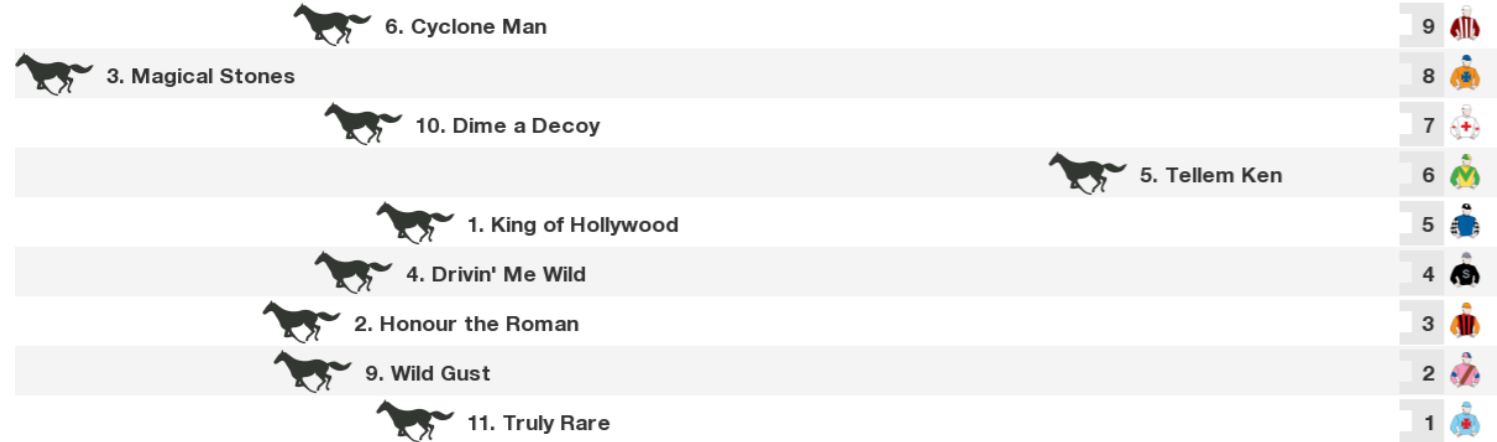 6. Cyclone Man 9
3. Magical Stones 8
10. Dime a Decoy 7
5. Tellem Ken 6
1. King of Hollywood 5
4. Drivin' Me Wild 4 S
2. Honour the Roman 3
9. Wild Gust 2
11. Truly Rare 1